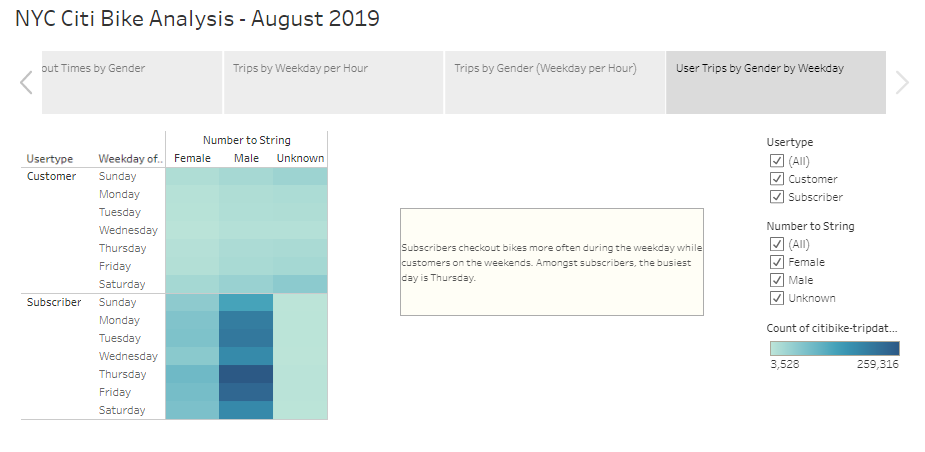 NYC Citi Bike Analysis - August 2019
out Times by Gender
Trips by Weekday per Hour
Trips by Gender (Weekday per Hour)
User Trips by Gender by Weekday
Number to String
Usertype Weekday of.. Female Male Unknown
Customer Sunday
Monday
Tuesday
Wednesday
Thursday
Friday
Saturday
Subscriber Sunday
Monday
Tuesday
Wednesday
Thursday
Friday
Saturday
Subscribers checkout bikes more often during the weekday while
customers on the weekends. Amongst subscribers, the busiest
day is Thursday.
Usertype
(All)
Customer
Subscriber
Number to String
(All)
Female
Male
Unknown
Count of citibike-tripdat...
3,528 259,316